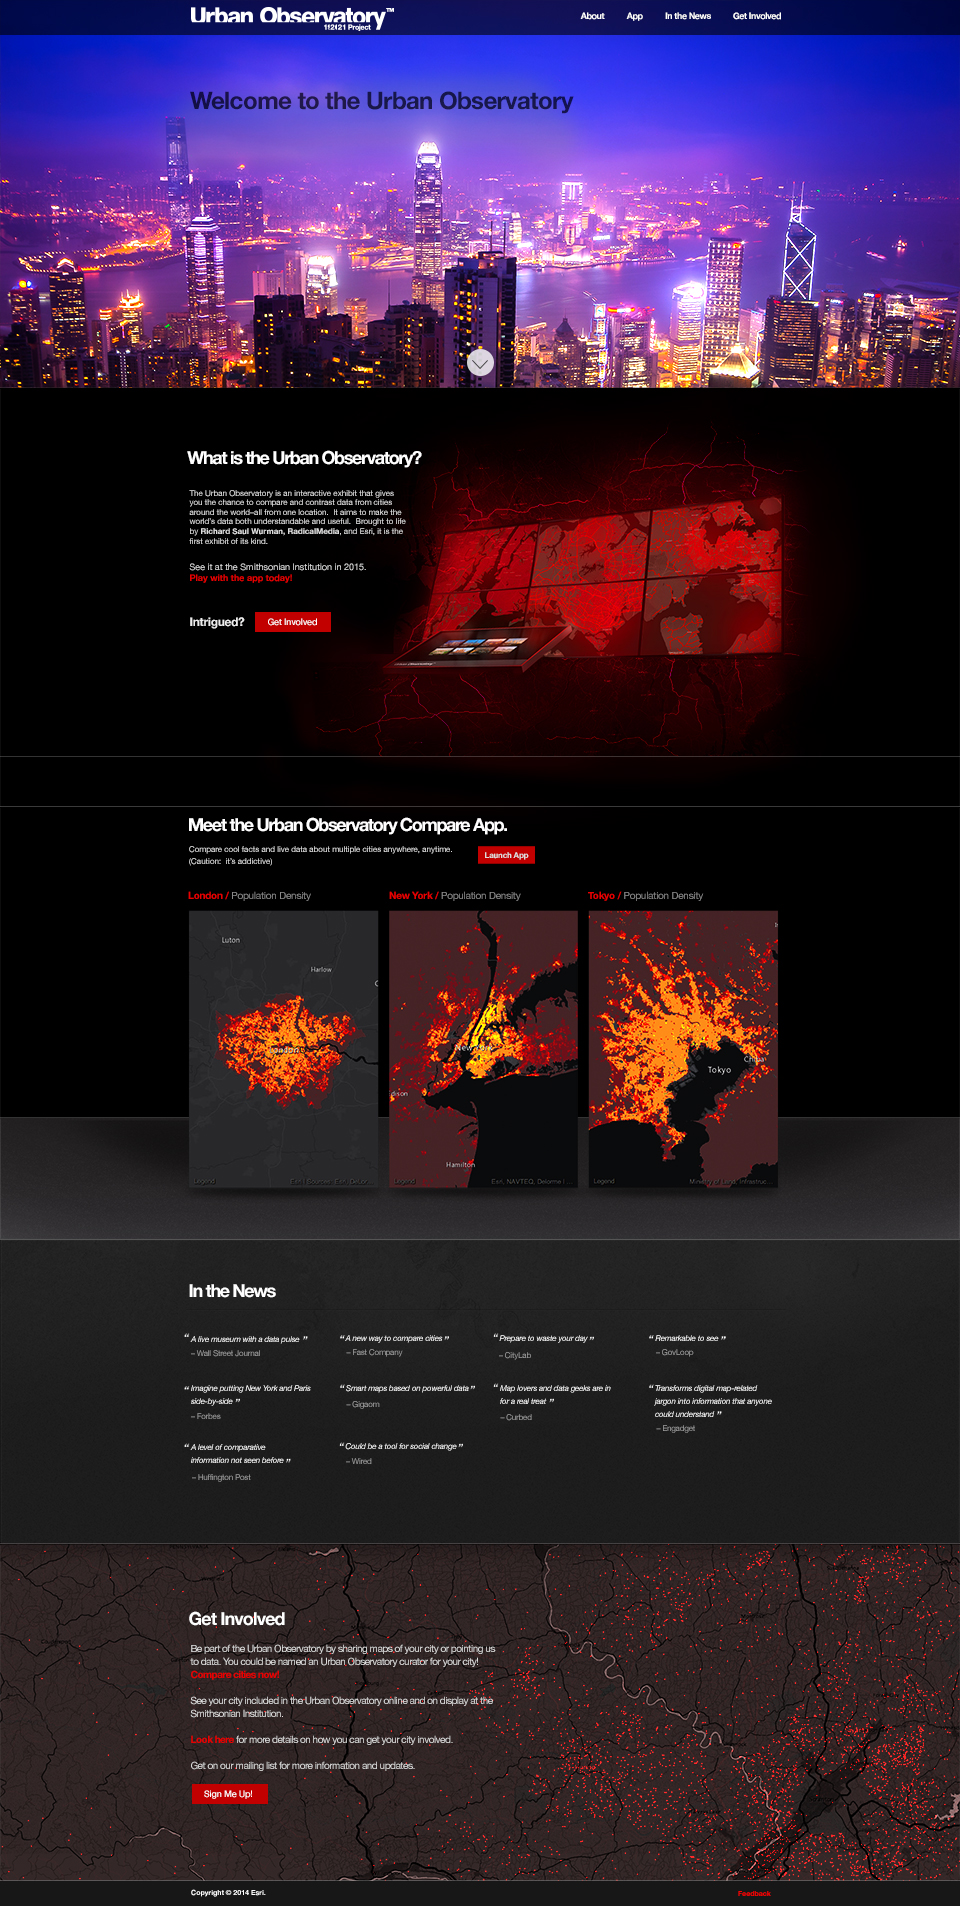 Urban Observatory™
192021 Project
About
App
In the News
Get Involved
Welcome to the Urban Observatory
What is the Urban Observatory?
The Urban Observatory is an interactive exhibit that gives
you the chance to compare and contrast data from cities
around the world–all from one location. It aims to make the
world's data both understandable and useful. Brought to life
by Richard Saul Wurman, RadicalMedia, and Esri, it is the
first exhibit of its kind.
See it at the Smithsonian Institution in 2015.
Play with the app today!
Intrigued?
Get Involved
Meet the Urban Observatory Compare App.
Compare cool facts and live data about multiple cities anywhere, anytime.
(Caution: it's addictive)
Launch App
London / Population Density
New York / Population Density
Tokyo / Population Density
Luton
Harlow
London
Legend
New York
dison
Hamilton
Legend
Esri, NAVTEQ, Delorme I ...
Tokyo
Chiba
Legend
Ministry of Land, Infrastruc...
In the News
“ A live museum with a data pulse ”
– Wall Street Journal
“ A new way to compare cities ”
– Fast Company
“ Prepare to waste your day ”
– CityLab
“ Remarkable to see ”
– GovLoop
“ Imagine putting New York and Paris
side-by-side ”
– Forbes
“ Smart maps based on powerful data ”
– Gigaom
“ Map lovers and data geeks are in
for a real treat ”
– Curbed
“ Transforms digital map-related
jargon into information that anyone
could understand ”
– Engadget
“ A level of comparative
information not seen before ”
– Huffington Post
“ Could be a tool for social change ”
– Wired
Get Involved
Be part of the Urban Observatory by sharing maps of your city or pointing us
to data. You could be named an Urban Observatory curator for your city!
Compare cities now!
See your city included in the Urban Observatory online and on display at the
Smithsonian Institution.
Look here for more details on how you can get your city involved.
Get on our mailing list for more information and updates.
Sign Me Up!
Copyright © 2014 Esri.
Feedback